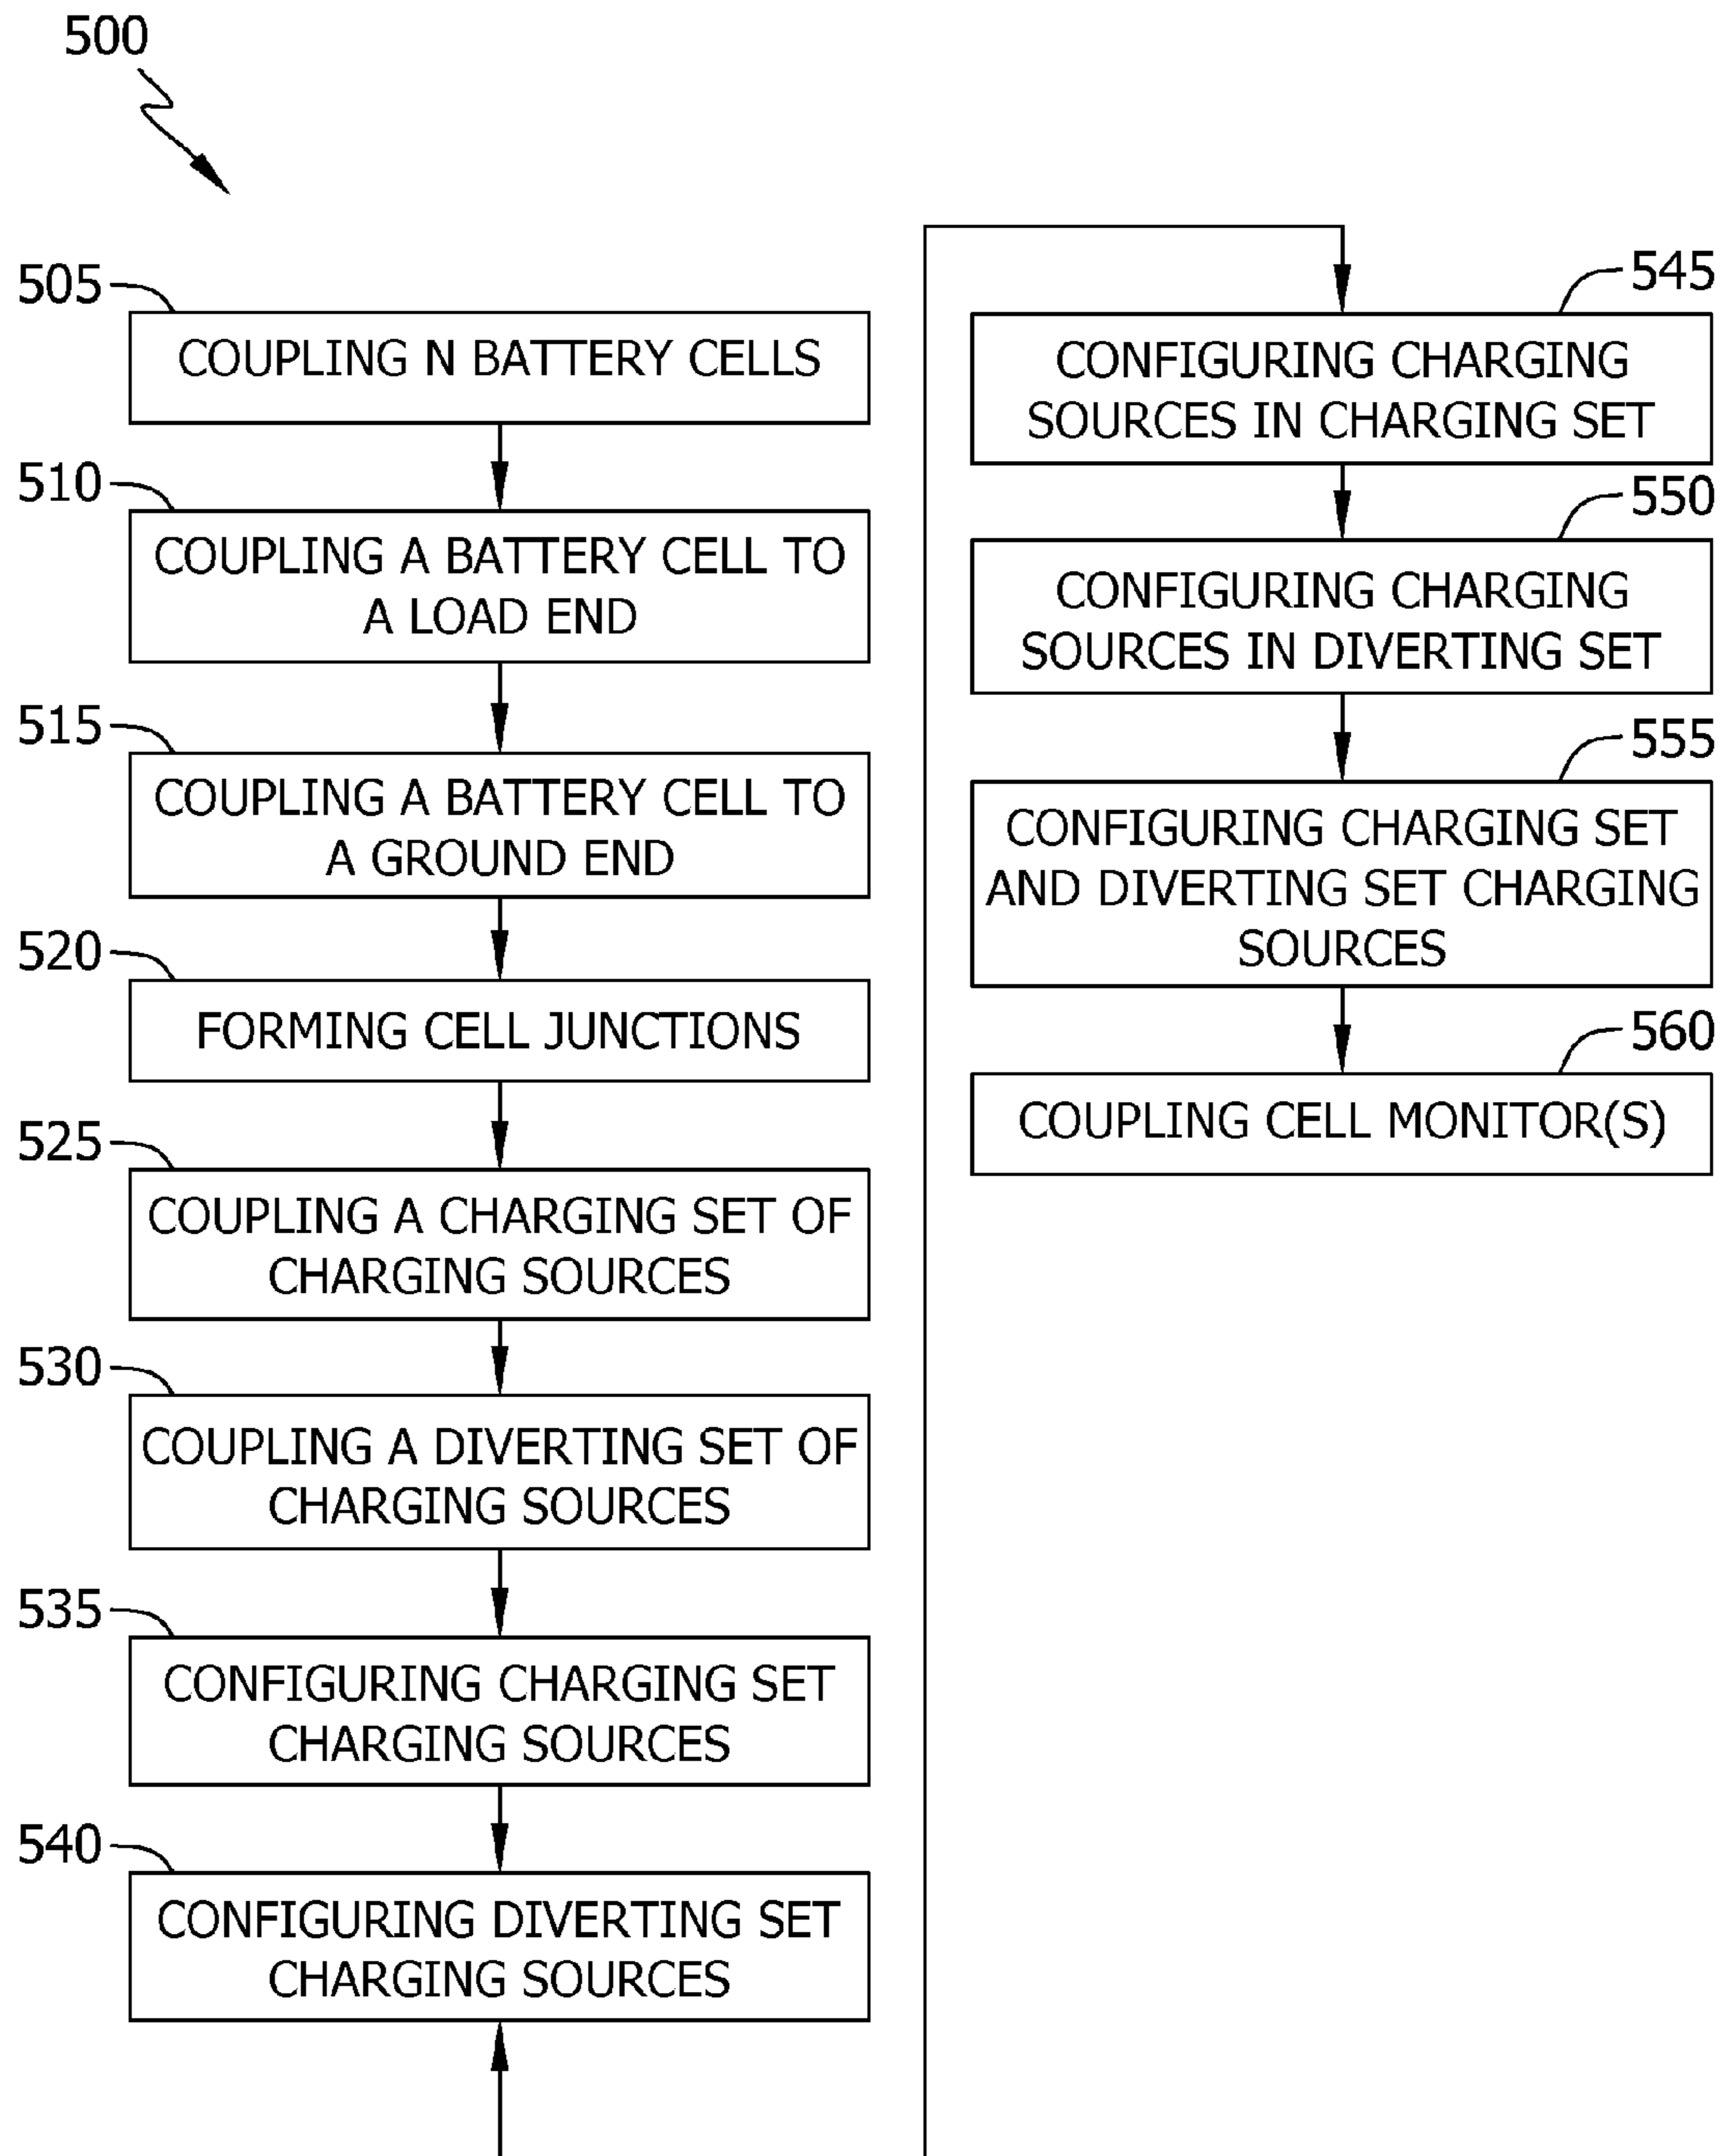 500
505
COUPLING N BATTERY CELLS
510
COUPLING A BATTERY CELL TO
A LOAD END
515
COUPLING A BATTERY CELL TO
A GROUND END
520
FORMING CELL JUNCTIONS
525
COUPLING A CHARGING SET OF
CHARGING SOURCES
530
COUPLING A DIVERTING SET OF
CHARGING SOURCES
535
CONFIGURING CHARGING SET
CHARGING SOURCES
540
CONFIGURING DIVERTING SET
CHARGING SOURCES
545
CONFIGURING CHARGING
SOURCES IN CHARGING SET
550
CONFIGURING CHARGING
SOURCES IN DIVERTING SET
555
CONFIGURING CHARGING SET
AND DIVERTING SET CHARGING
SOURCES
560
COUPLING CELL MONITOR(S)